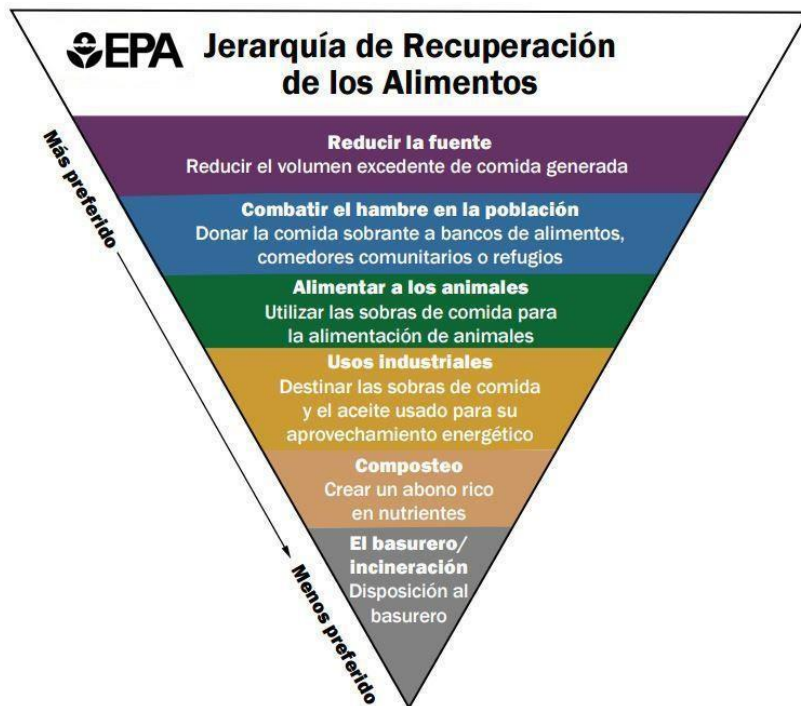 EPA Jerarquía de Recuperación
de los Alimentos
Más preferido
Reducir la fuente
Reducir el volumen excedente de comida generada
Combatir el hambre en la población
Donar la comida sobrante a bancos de alimentos,
comedores comunitarios o refugios
Alimentar a los animales
Utilizar las sobras de comida para
la alimentación de animales
Usos industriales
Destinar las sobras de comida
y el aceite usado para su
aprovechamiento energético
Composteo
Crear un abono rico
en nutrientes
El basurero/
incineración
Disposición al
basurero
Menos preferido